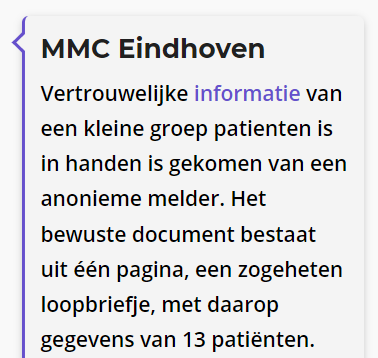 MMC Eindhoven
Vertrouwelijke informatie van
een kleine groep patienten is
in handen is gekomen van een
anonieme melder. Het
bewuste document bestaat
uit één pagina, een zogeheten
loopbriefje, met daarop
gegevens van 13 patiënten.